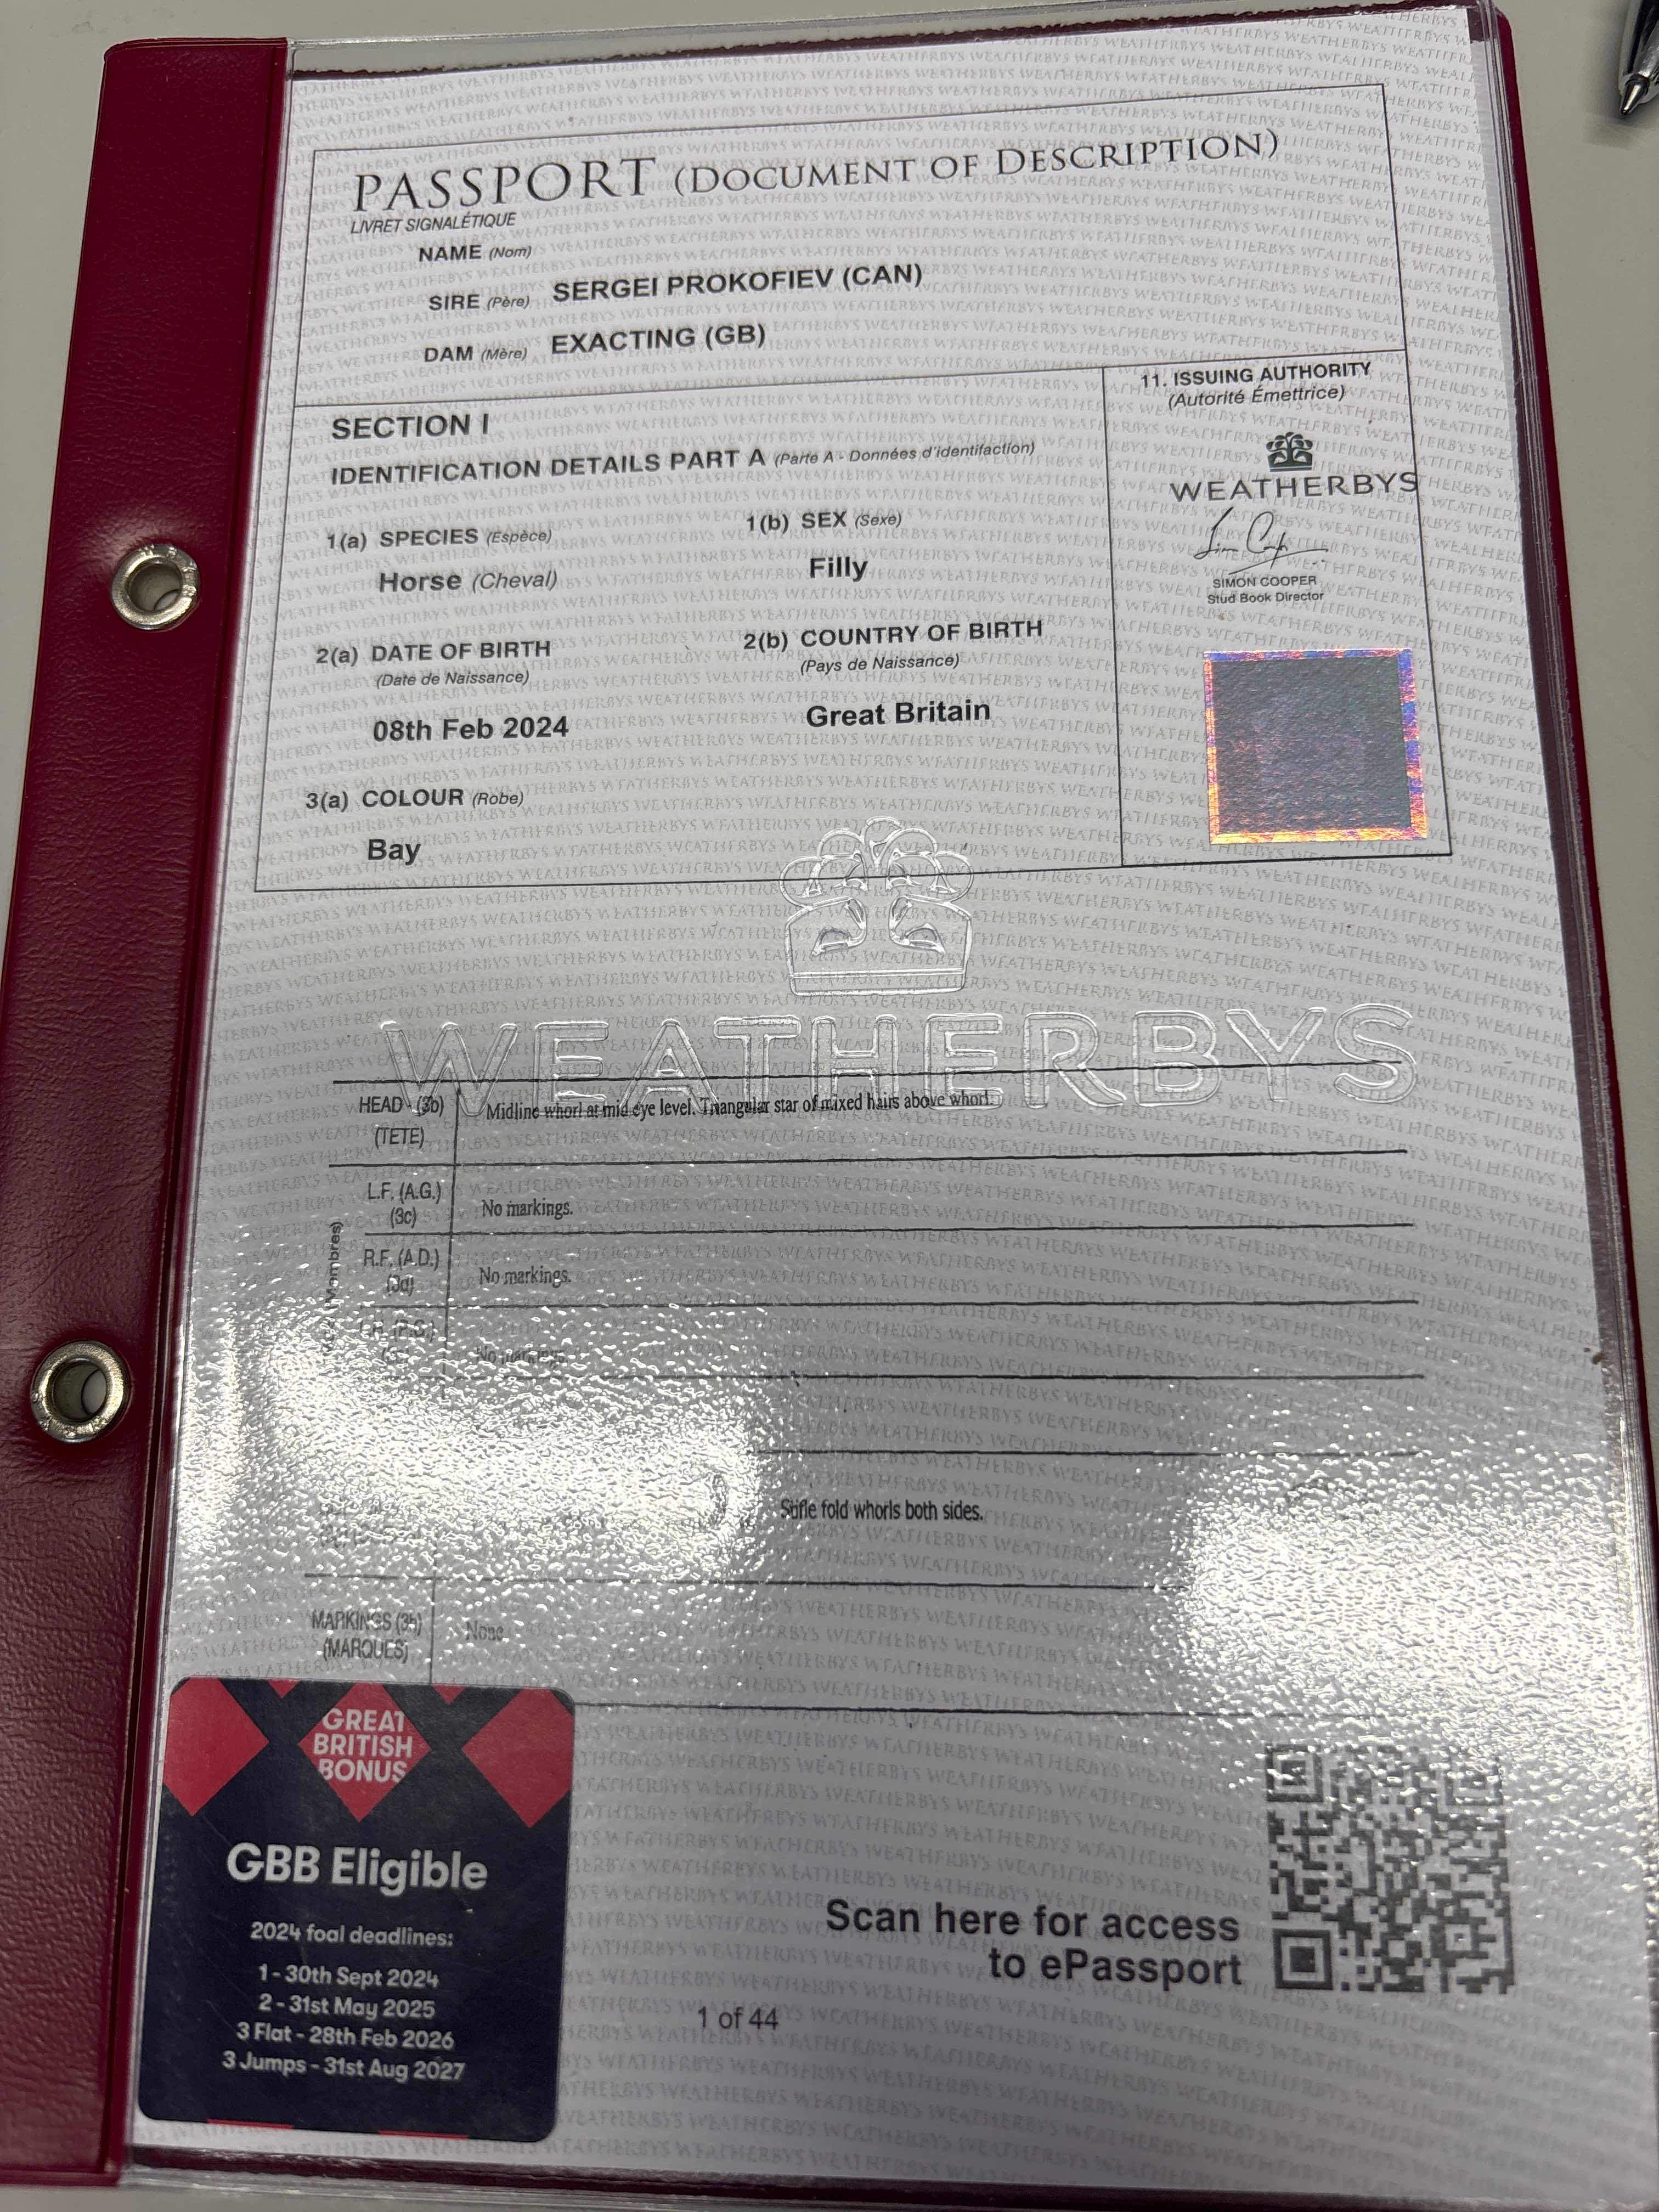 PASSPORT (DOCUMENT OF DESCRIPTION)
LIVRET SIGNALÉTIQUE
NAME (Nom)
SIRE (Père) SERGEI PROKOFIEV (CAN)
DAM (Mère) EXACTING (GB)
SECTION I
IDENTIFICATION DETAILS PART A (Parte A - Données d'identifaction)
1(a) SPECIES (Espèce)
Horse (Cheval)
1(b) SEX (Sexe)
Filly
2(a) DATE OF BIRTH
(Date de Naissance)
08th Feb 2024
2(b) COUNTRY OF BIRTH
(Pays de Naissance)
Great Britain
3(a) COLOUR (Robe)
Bay
11. ISSUING AUTHORITY
(Autorité Émettrice)
WEATHERBYS
SIMON COOPER
Stud Book Director
WEATHERBYS
HEAD - (3b)
(TETE)
Midline whorl at mid eye level. Triangular star of mixed hairs above whorl.
L.F. (A.G.)
(3c)
No markings.
R.F. (A.D.)
(3d)
No markings.
No markings.
Stifle fold whorls both sides.
MARKINGS (3h)
(MARQUES)
None
GREAT
BRITISH
BONUS
GBB Eligible
2024 foal deadlines:
1 - 30th Sept 2024
2 - 31st May 2025
3 Flat - 28th Feb 2026
3 Jumps - 31st Aug 2027
Scan here for access
to ePassport
1 of 44